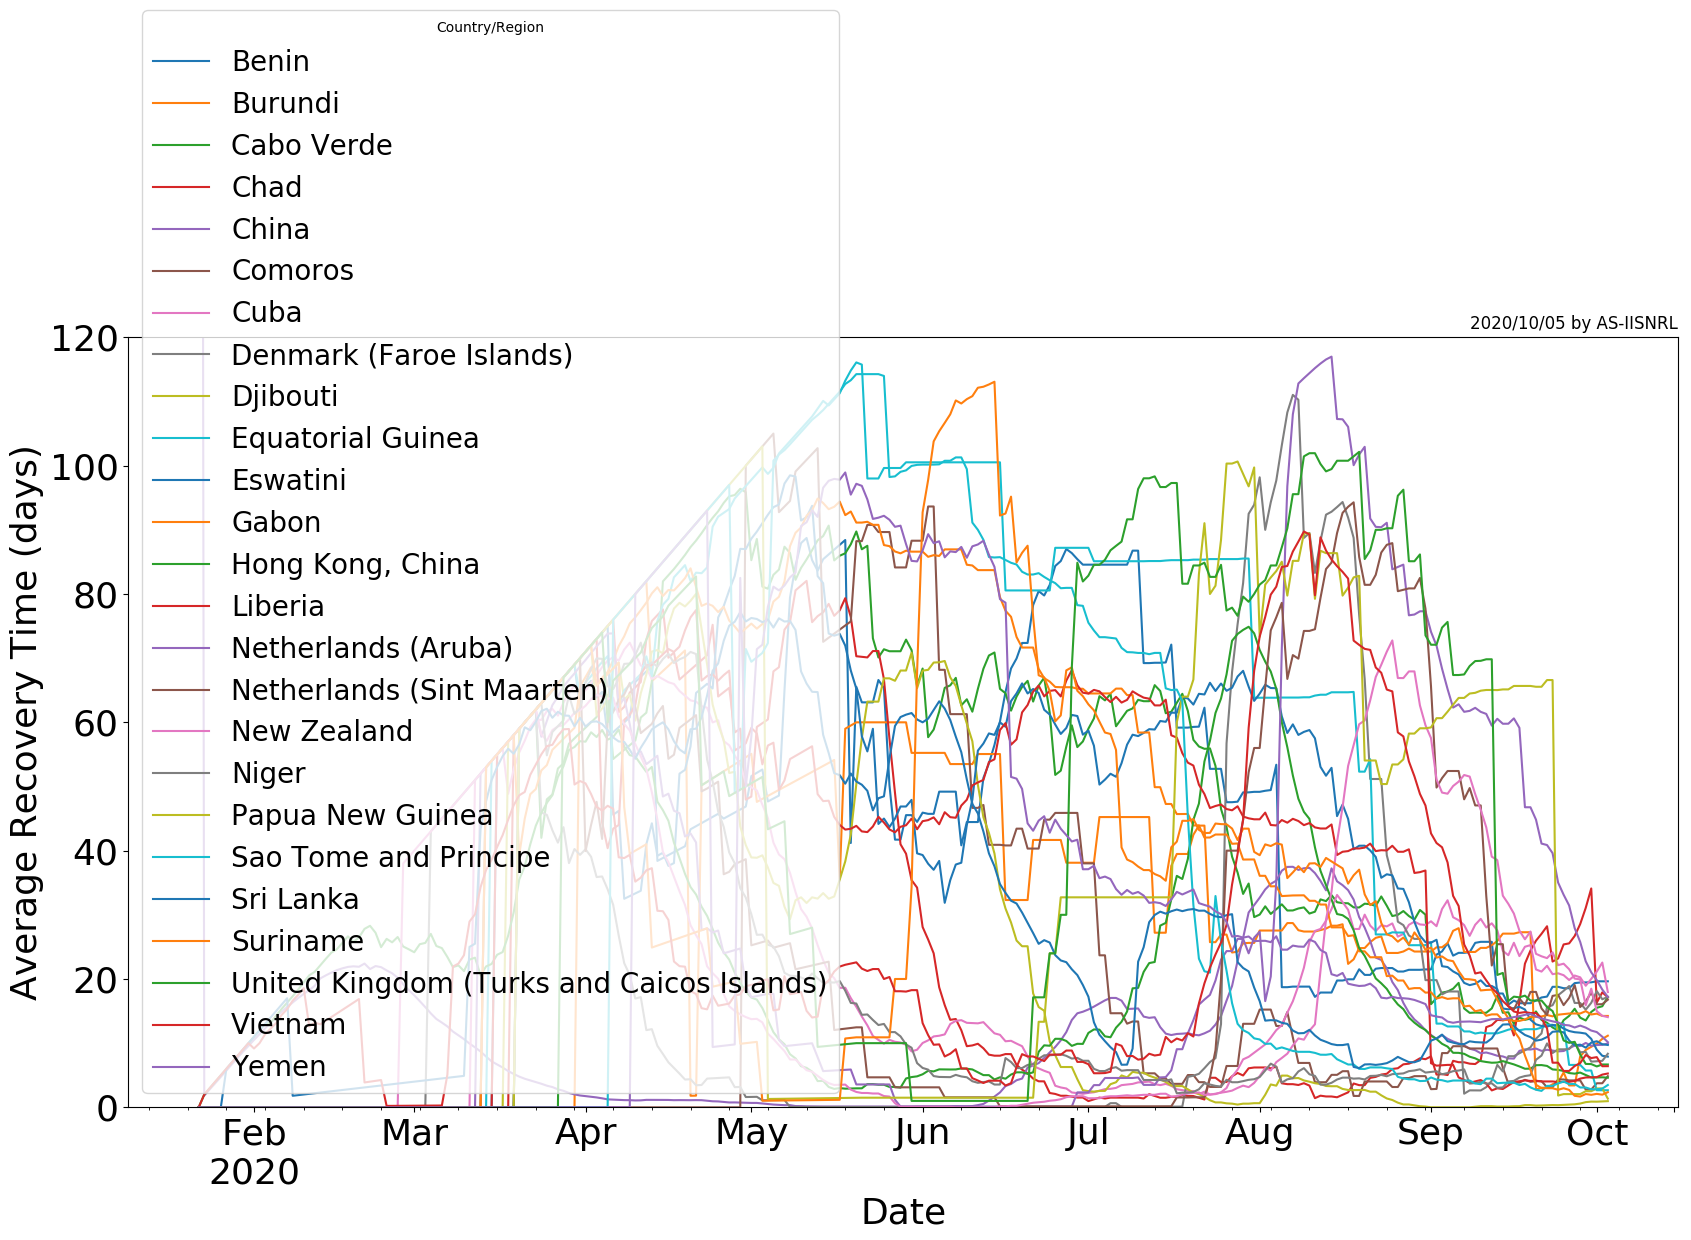 Country/Region
Benin
Burundi
Cabo Verde
Chad
China
Comoros
Cuba
Denmark (Faroe Islands)
Djibouti
Equatorial Guinea
Eswatini
Gabon
Hong Kong, China
Liberia
Netherlands (Aruba)
Netherlands (Sint Maarten)
New Zealand
Niger
Papua New Guinea
Sao Tome and Principe
Sri Lanka
Suriname
United Kingdom (Turks and Caicos Islands)
Vietnam
Yemen
2020/10/05 by AS-IISNRL
Average Recovery Time (days)
120
100
80
60
40
20
0
Feb Mar Apr May Jun Jul Aug Sep Oct
2020
Date